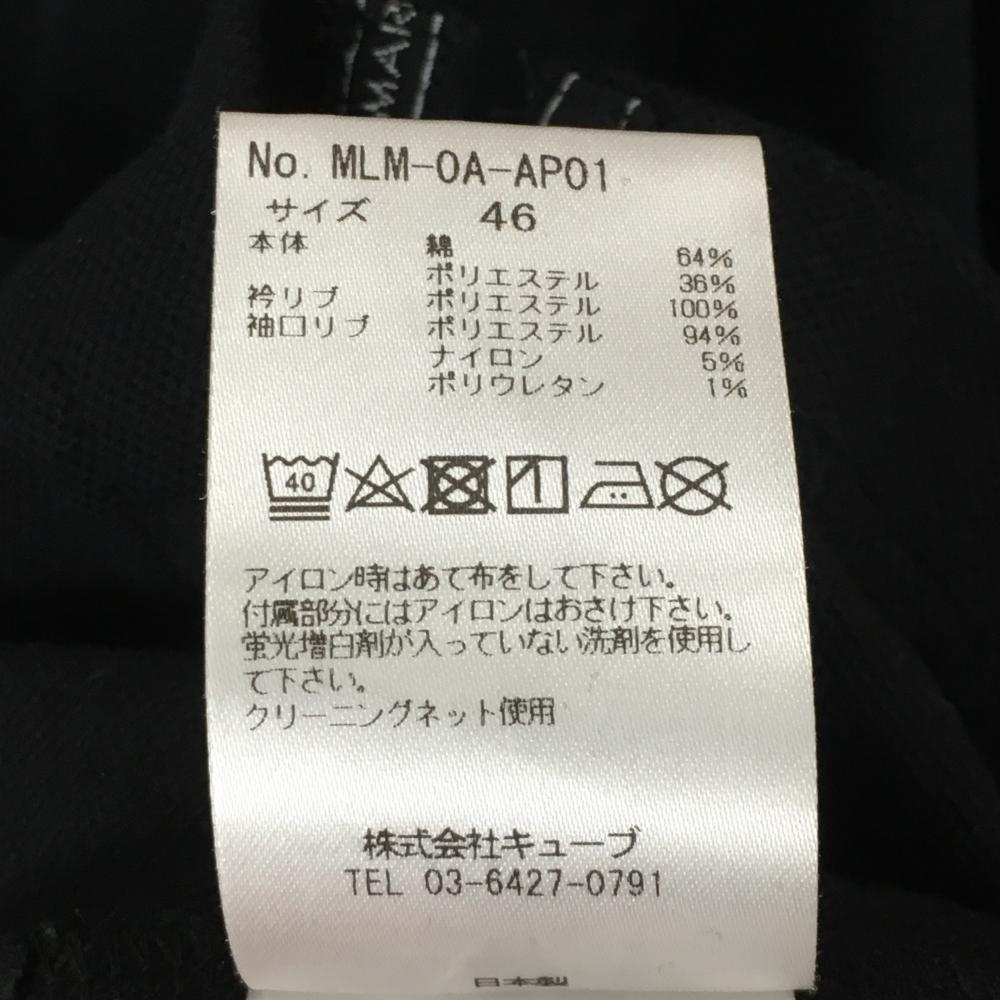 MAR
No. MLM-0A-AP01
サイズ 46
本体 綿 64%
ポリエステル 36%
衿リブ ポリエステル 100%
袖口リブ ポリエステル 94%
ナイロン 5%
ポリウレタン 1%
40
アイロン時はあて布をして下さい。
付属部分にはアイロンはおさけ下さい。
蛍光増白剤が入っていない洗剤を使用し
て下さい。
クリーニングネット使用
株式会社キューブ
TEL 03-6427-0791
日本製